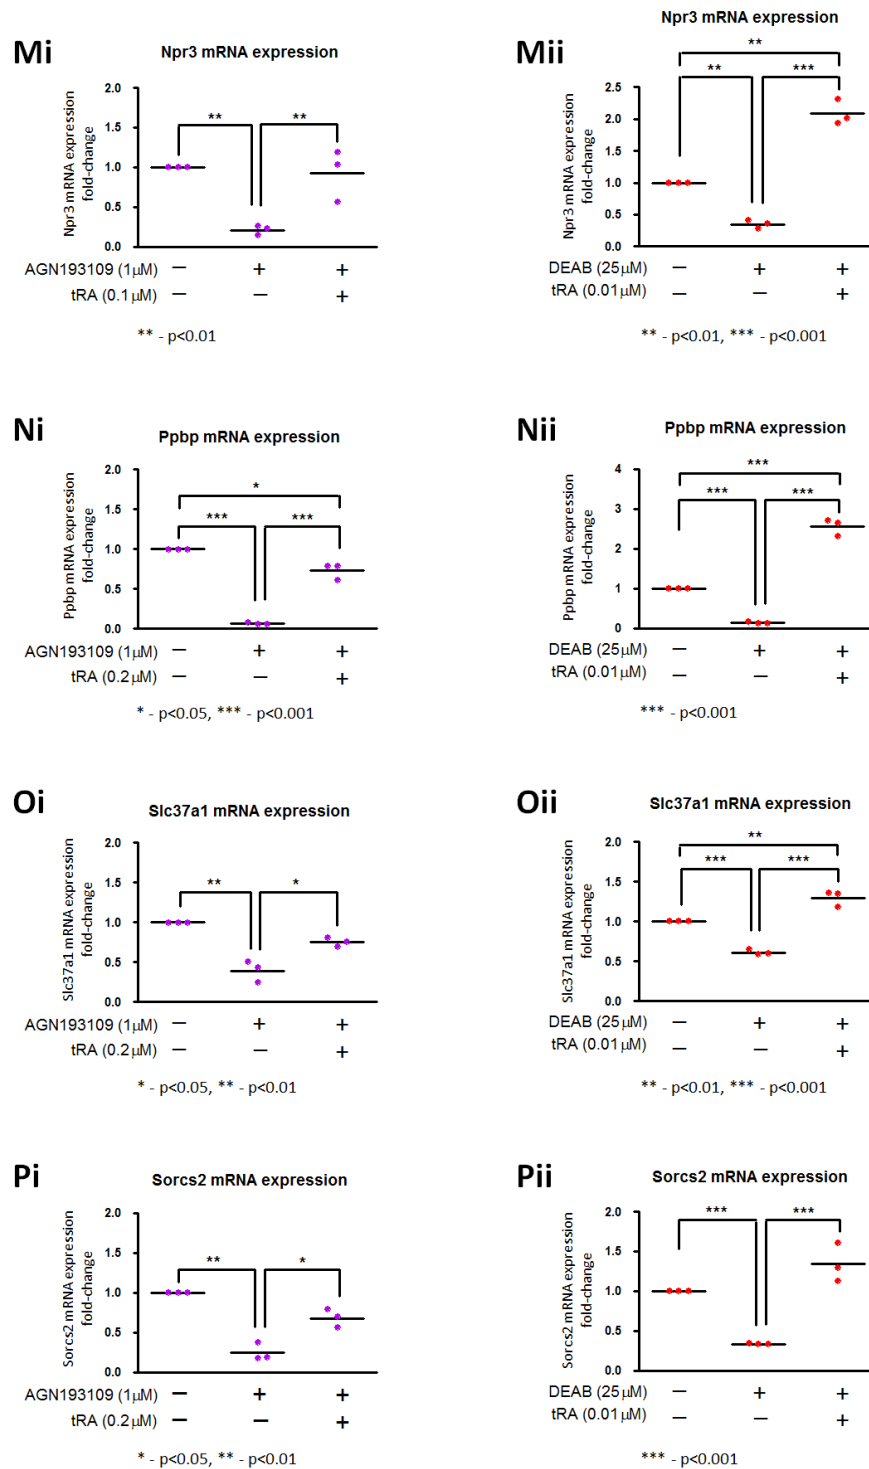 Mi
Npr3 mRNA expression
2.0
1.5
1.0
0.5
0.0
Npr3 mRNA expression
fold-change
** **
AGN193109 (1µM) — + +
tRA (0.1µM) — — +
** - p<0.01
Mii
Npr3 mRNA expression
2.5
2.0
1.5
1.0
0.5
0.0
Npr3 mRNA expression
fold-change
**
** ***
DEAB (25µM) — + +
tRA (0.01µM) — — +
** - p<0.01, *** - p<0.001
Ni
Ppbp mRNA expression
2.0
1.5
1.0
0.5
0.0
Ppbp mRNA expression
fold-change
*
*** ***
AGN193109 (1µM) — + +
tRA (0.2µM) — — +
* - p<0.05, *** - p<0.001
Nii
Ppbp mRNA expression
4
3
2
1
0
Ppbp mRNA expression
fold-change
***
*** ***
DEAB (25µM) — + +
tRA (0.01µM) — — +
*** - p<0.001
Oi
Slc37a1 mRNA expression
2.0
1.5
1.0
0.5
0.0
Slc37a1 mRNA expression
fold-change
** *
AGN193109 (1µM) — + +
tRA (0.2µM) — — +
* - p<0.05, ** - p<0.01
Oii
Slc37a1 mRNA expression
2.0
1.5
1.0
0.5
0.0
Slc37a1 mRNA expression
fold-change
**
*** ***
DEAB (25µM) — + +
tRA (0.01µM) — — +
** - p<0.01, *** - p<0.001
Pi
Sorcs2 mRNA expression
2.0
1.5
1.0
0.5
0.0
Sorcs2 mRNA expression
fold-change
** *
AGN193109 (1µM) — + +
tRA (0.2µM) — — +
* - p<0.05, ** - p<0.01
Pii
Sorcs2 mRNA expression
2.0
1.5
1.0
0.5
0.0
Sorcs2 mRNA expression
fold-change
*** ***
DEAB (25µM) — + +
tRA (0.01µM) — — +
*** - p<0.001